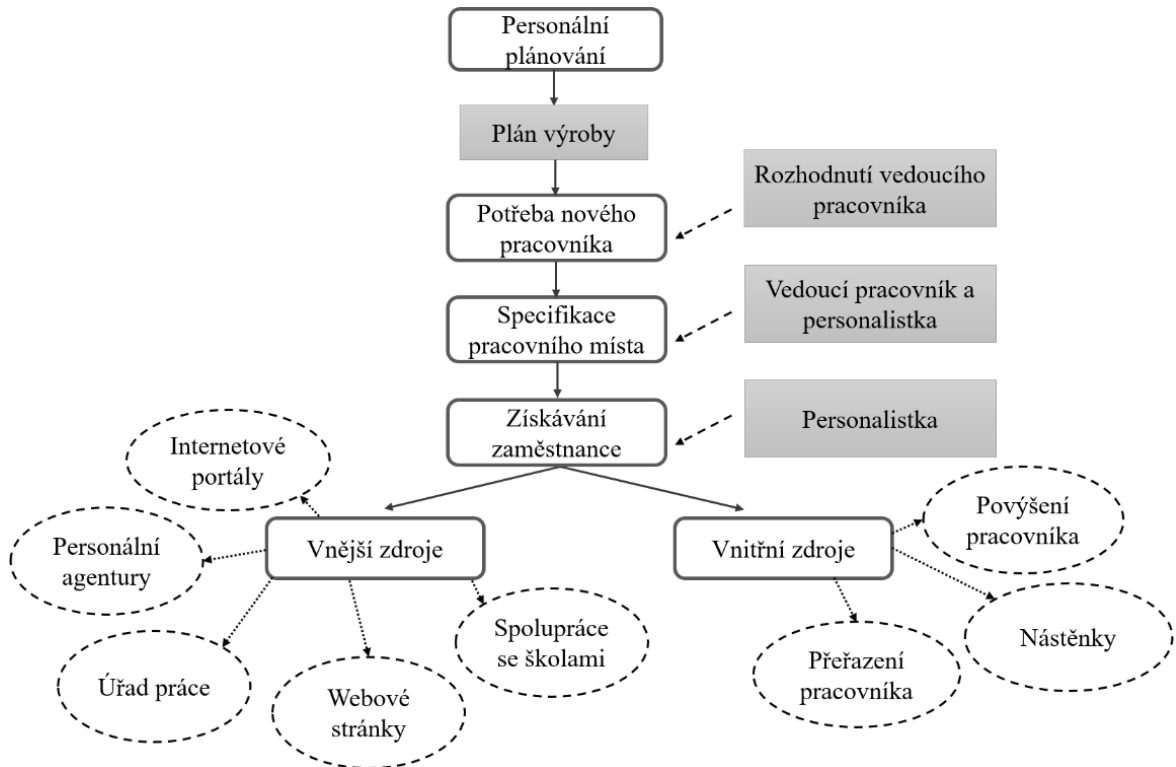 Personální
plánování
Plán výroby
Rozhodnutí vedoucího
pracovníka
Potřeba nového
pracovníka
Vedoucí pracovník a
personalistka
Specifikace
pracovního místa
Získávání
zaměstnance
Personalistka
Internetové
portály
Povýšení
pracovníka
Personální
agentury
Vnější zdroje
Vnitřní zdroje
Spolupráce
se školami
Nástěnky
Úřad práce
Webové
stránky
Přeřazení
pracovníka